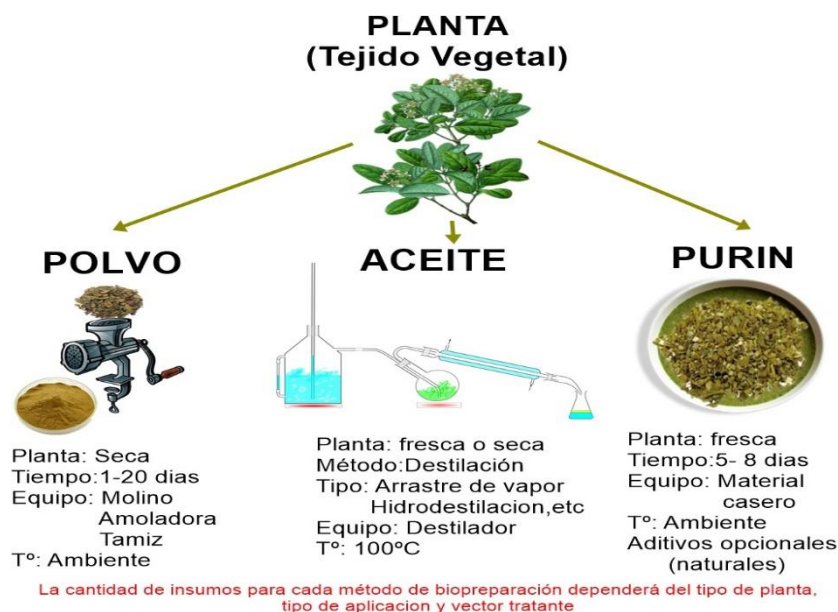 PLANTA
(Tejido Vegetal)
POLVO
Planta: Seca
Tiempo:1-20 dias
Equipo: Molino
Amoladora
Tamiz
Tº: Ambiente
ACEITE
Planta: fresca o seca
Método:Destilación
Tipo: Arrastre de vapor
Hidrodestilacion,etc
Equipo: Destilador
Tº: 100ºC
PURIN
Planta: fresca
Tiempo:5- 8 dias
Equipo: Material
casero
Tº: Ambiente
Aditivos opcionales
(naturales)
La cantidad de insumos para cada método de biopreparación dependerá del tipo de planta,
tipo de aplicacion y vector tratante